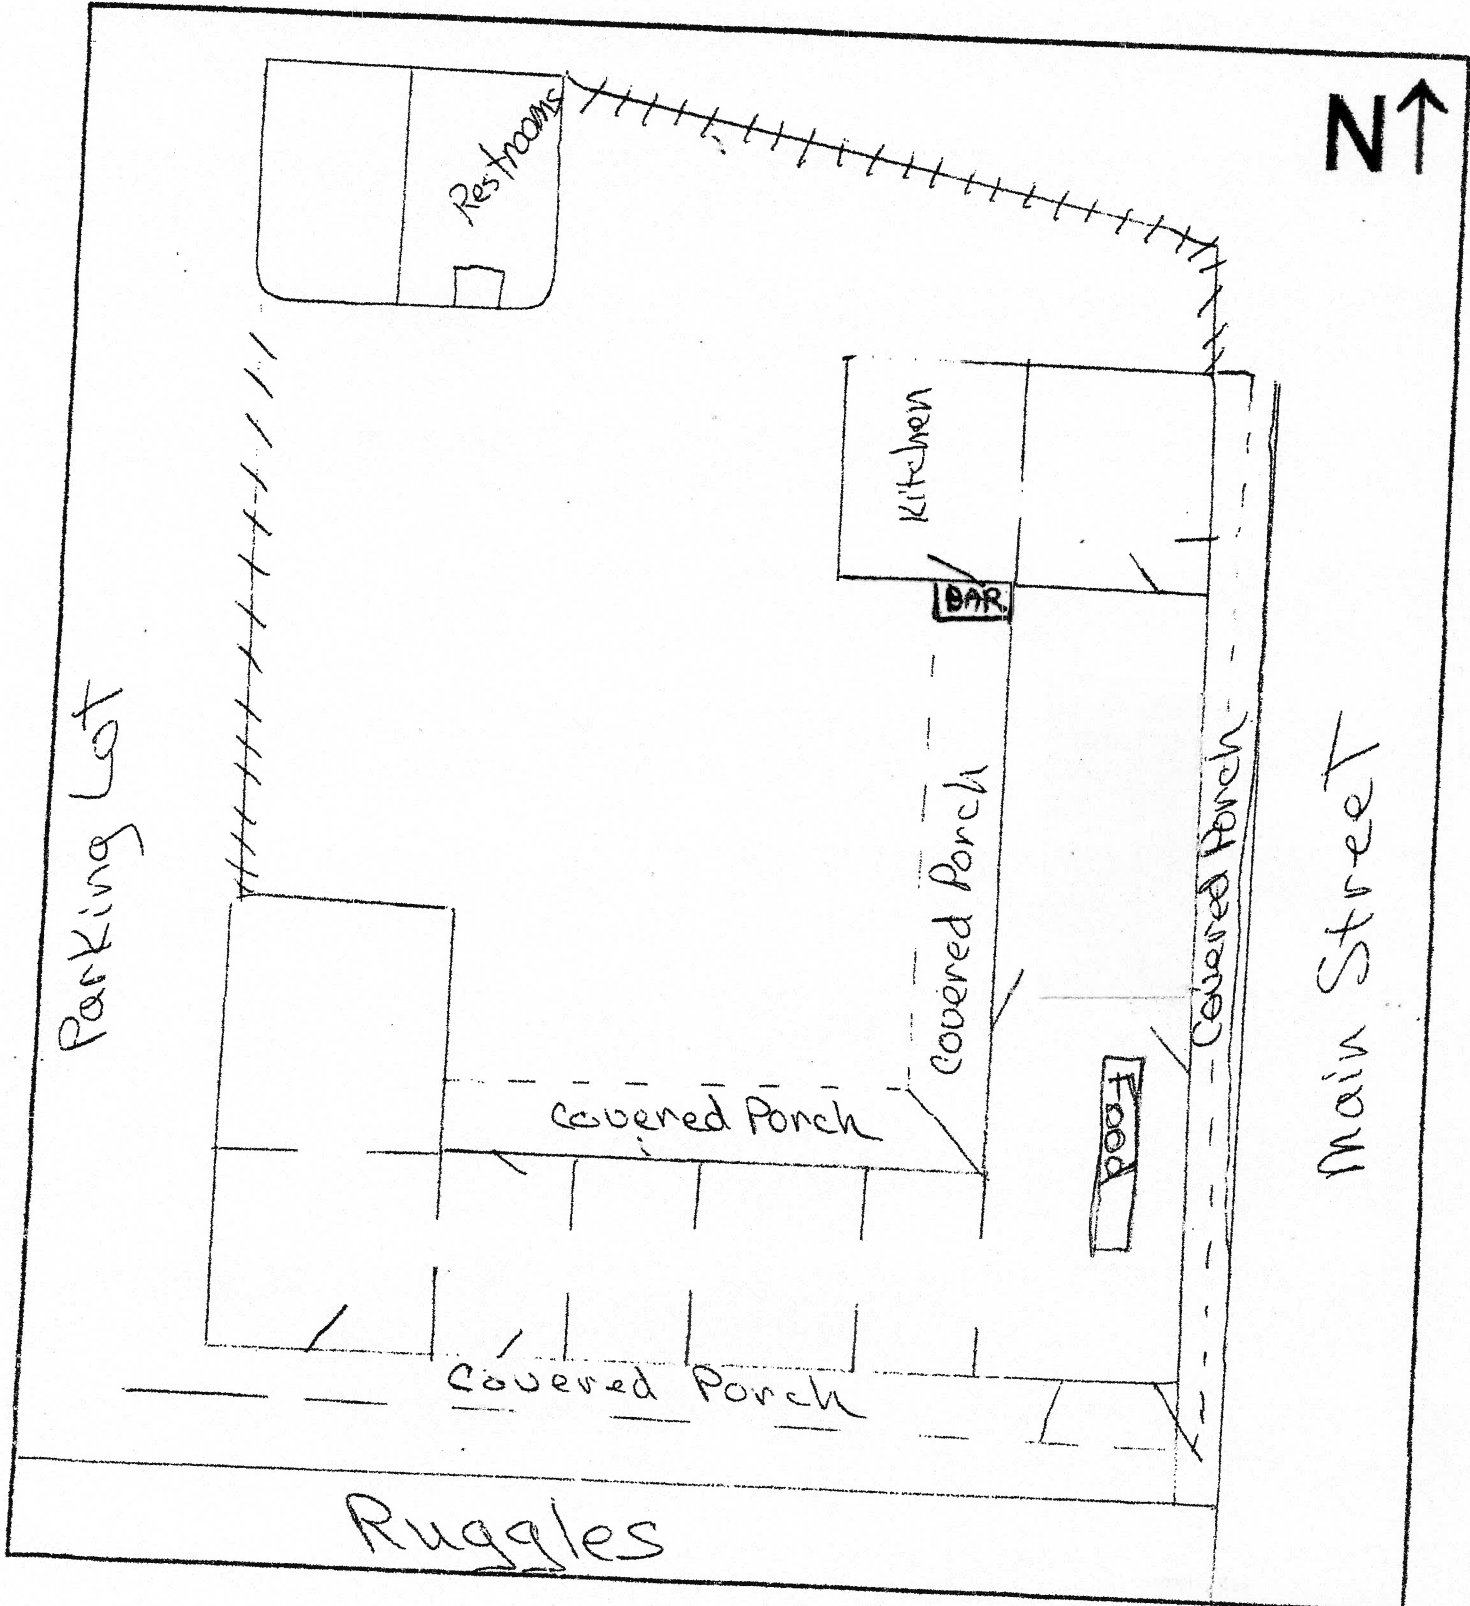 N
Restrooms
Kitchen
BAR
Parking Lot
Covered Porch
Covered Porch
Main Street
Food
Covered Porch
Covered Porch
Ruggles